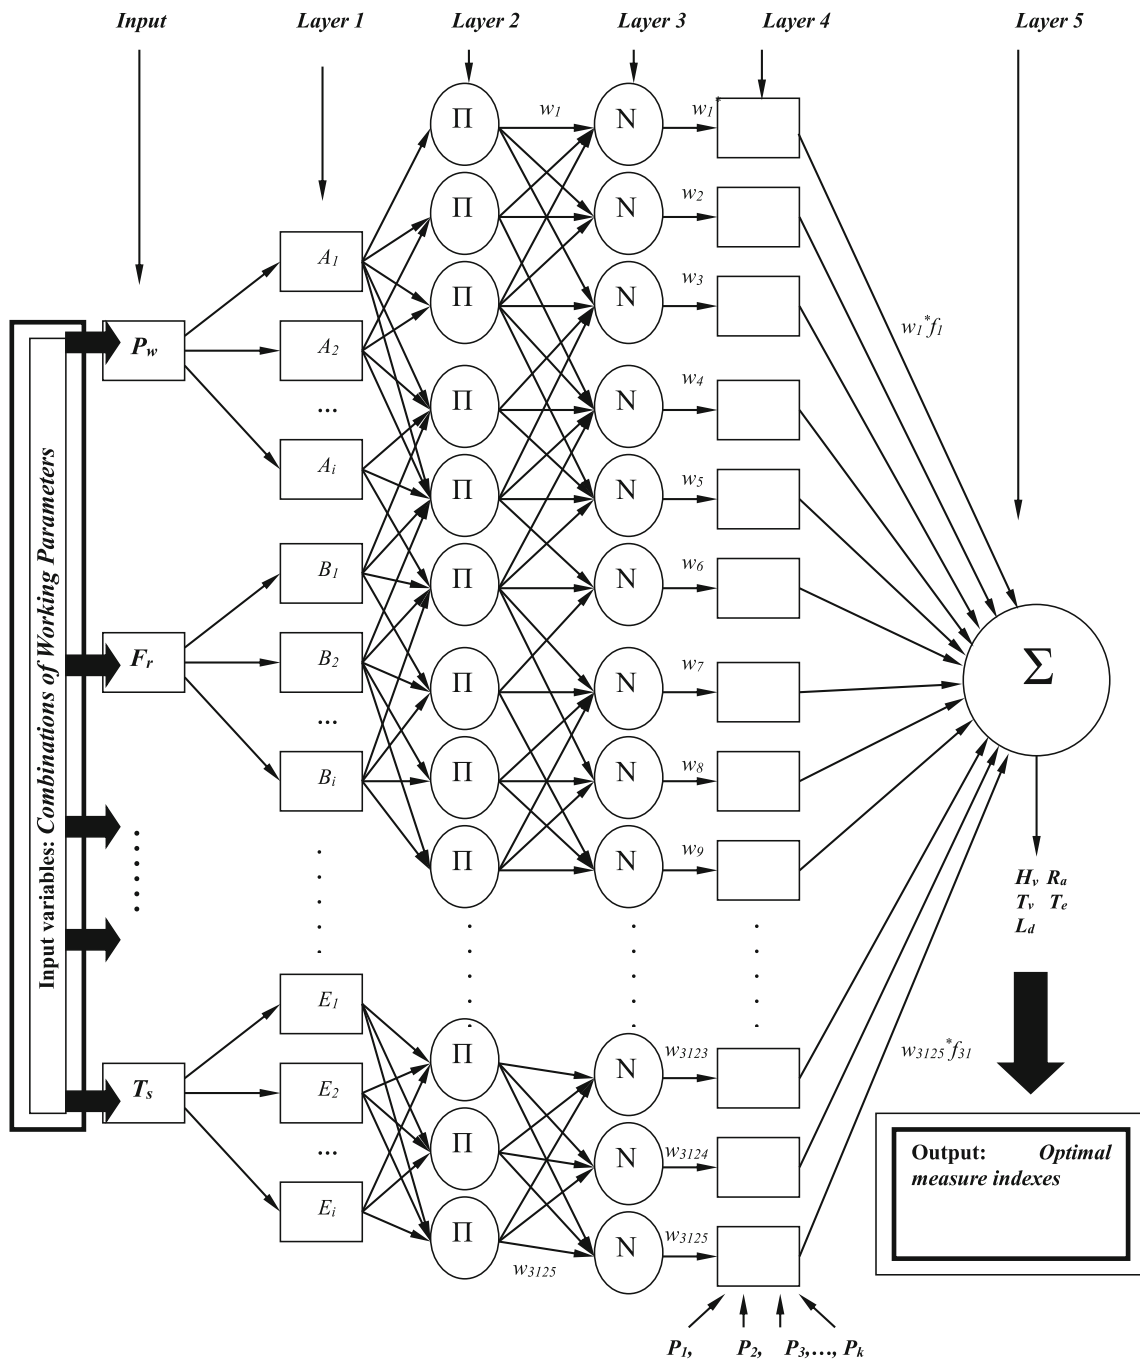 Input Layer 1 Layer 2 Layer 3 Layer 4 Layer 5
Π w1 N w1*
Π N w2
A1
Π N w3
w1*f1
Pw A2
Π N w4
...
Ai
Π N w5
B1
Π N w6
Fr B2
Π N w7
Σ
...
Bi
Π N w8
Π N w9
Hv Ra
Tv Te
Ld
Input variables: Combinations of Working Parameters
E1
Π N w3123
w3125*f31
Ts E2
Π N w3124
...
Ei
Π N w3125
w3125
Output: Optimal
measure indexes
P1, P2, P3,..., Pk